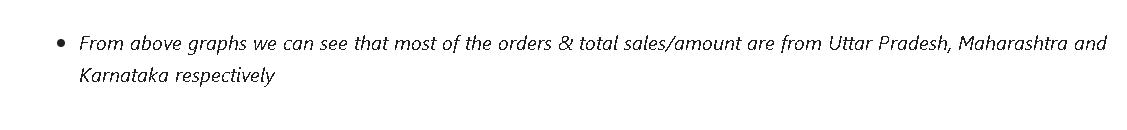 • From above graphs we can see that most of the orders & total sales/amount are from Uttar Pradesh, Maharashtra and
Karnataka respectively